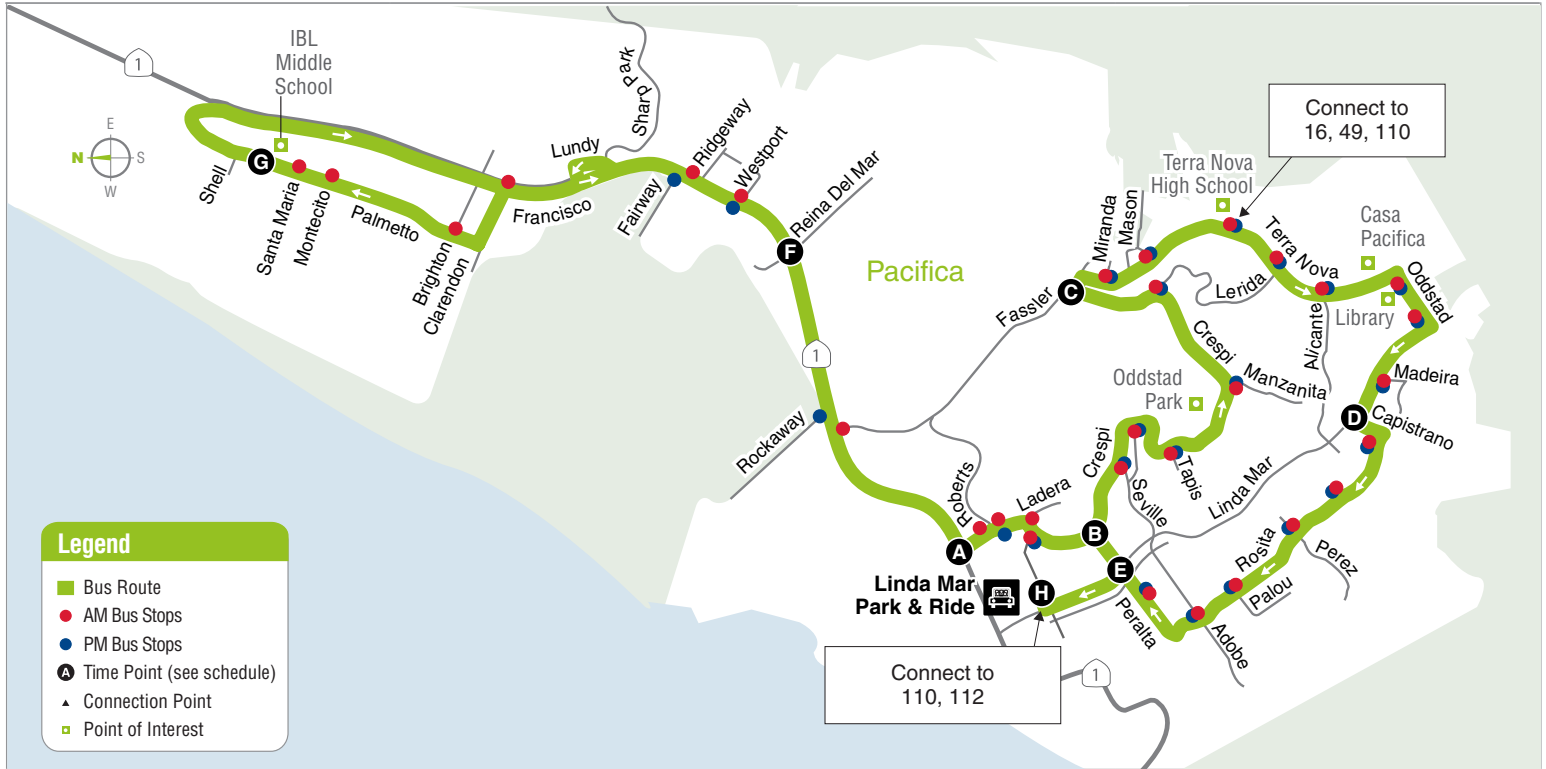 1
IBL
Middle
School
E
N
S
W
G
Shell
Santa Maria
Montecito
Palmetto
Brighton
Clarendon
Francisco
Lundy
Sharp Park
Fairway
Ridgeway
Westport
Reina Del Mar
F
Pacifica
1
Rockaway
Fassler
C
Miranda
Mason
Terra Nova
High School
Connect to
16, 49, 110
Terra Nova
Lerida
Casa
Pacifica
Oddstad
Library
Alicante
Crespi
Manzanita
Oddstad
Park
Madeira
D
Capistrano
Tapis
Crespi
Seville
Linda Mar
Roberts
Ladera
A
B
E
H
Linda Mar
Park & Ride
Peralta
Adobe
Palou
Rosita
Perez
Connect to
110, 112
1
Legend
Bus Route
AM Bus Stops
PM Bus Stops
A Time Point (see schedule)
Connection Point
Point of Interest